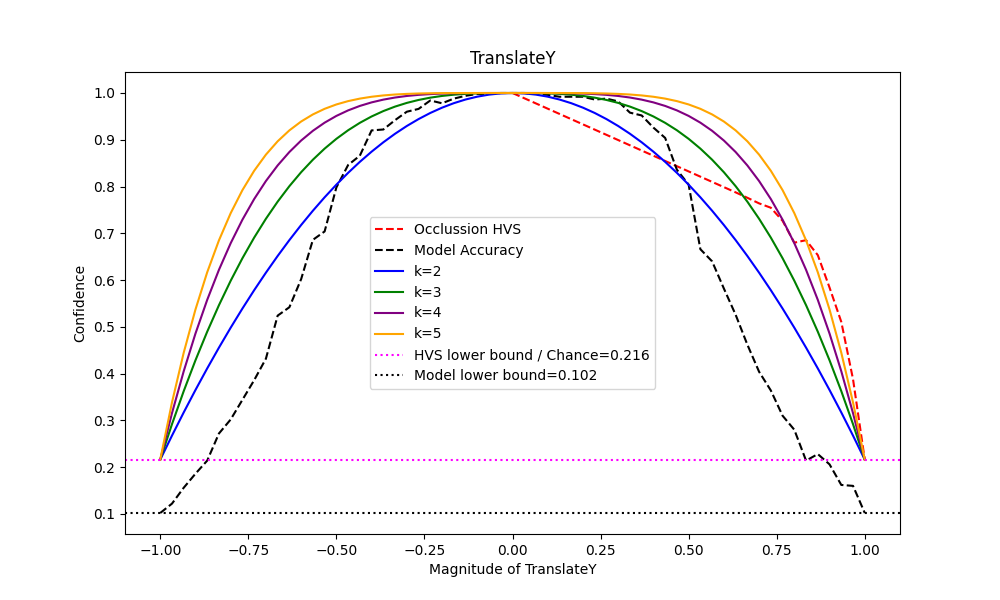 TranslateY
Confidence
1.0
0.9
0.8
0.7
0.6
0.5
0.4
0.3
0.2
0.1
Occlussion HVS
Model Accuracy
k=2
k=3
k=4
k=5
HVS lower bound / Chance=0.216
Model lower bound=0.102
−1.00 −0.75 −0.50 −0.25 0.00 0.25 0.50 0.75 1.00
Magnitude of TranslateY